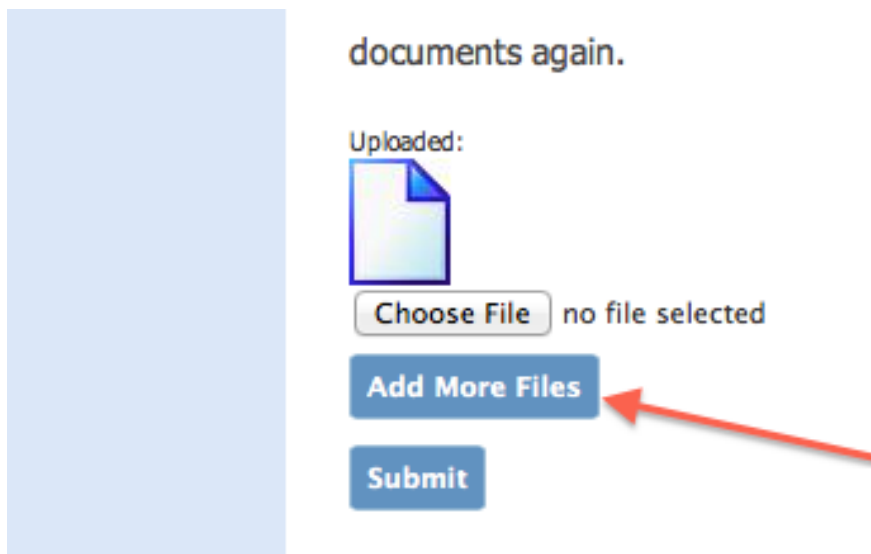 documents again.
Uploaded:
Choose File no file selected
Add More Files
Submit